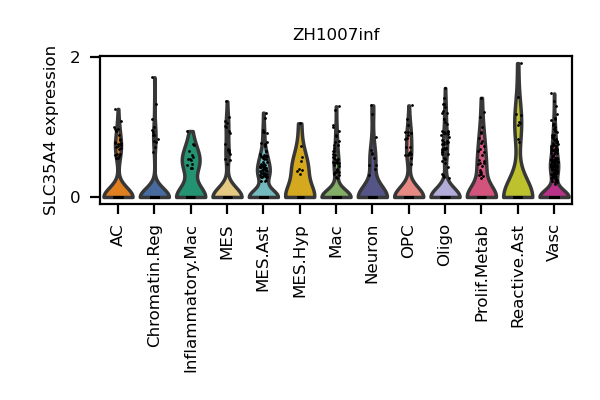 ZH1007inf
SLC35A4 expression
2
0
AC
Chromatin.Reg
Inflammatory.Mac
MES
MES.Ast
MES.Hyp
Mac
Neuron
OPC
Oligo
Prolif.Metab
Reactive.Ast
Vasc